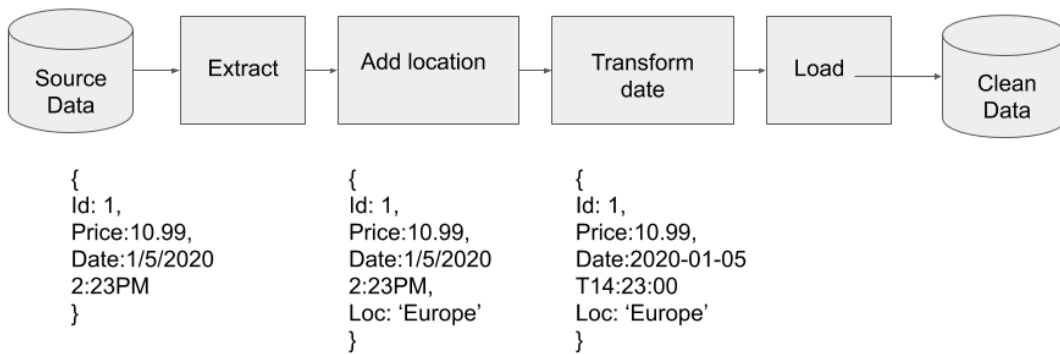 Source
Data
Extract
Add location
Transform
date
Load
Clean
Data
{
Id: 1,
Price:10.99,
Date:1/5/2020
2:23PM
}
{
Id: 1,
Price:10.99,
Date:1/5/2020
2:23PM,
Loc: ‘Europe’
}
{
Id: 1,
Price:10.99,
Date:2020-01-05
T14:23:00
Loc: ‘Europe’
}